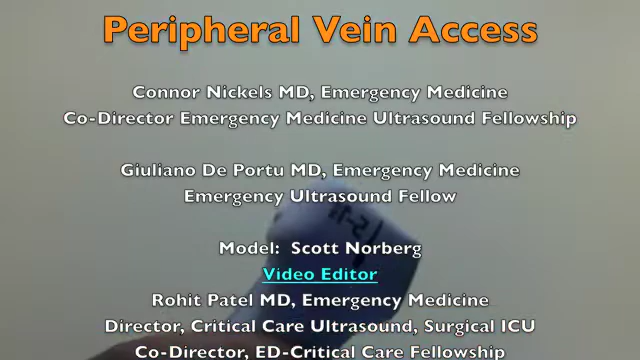 Peripheral Vein Access
Connor Nickels MD, Emergency Medicine
Co-Director Emergency Medicine Ultrasound Fellowship
Giuliano De Portu MD, Emergency Medicine
Emergency Ultrasound Fellow
Model: Scott Norberg
Video Editor
Rohit Patel MD, Emergency Medicine
Director, Critical Care Ultrasound, Surgical ICU
Co-Director, ED-Critical Care Fellowship